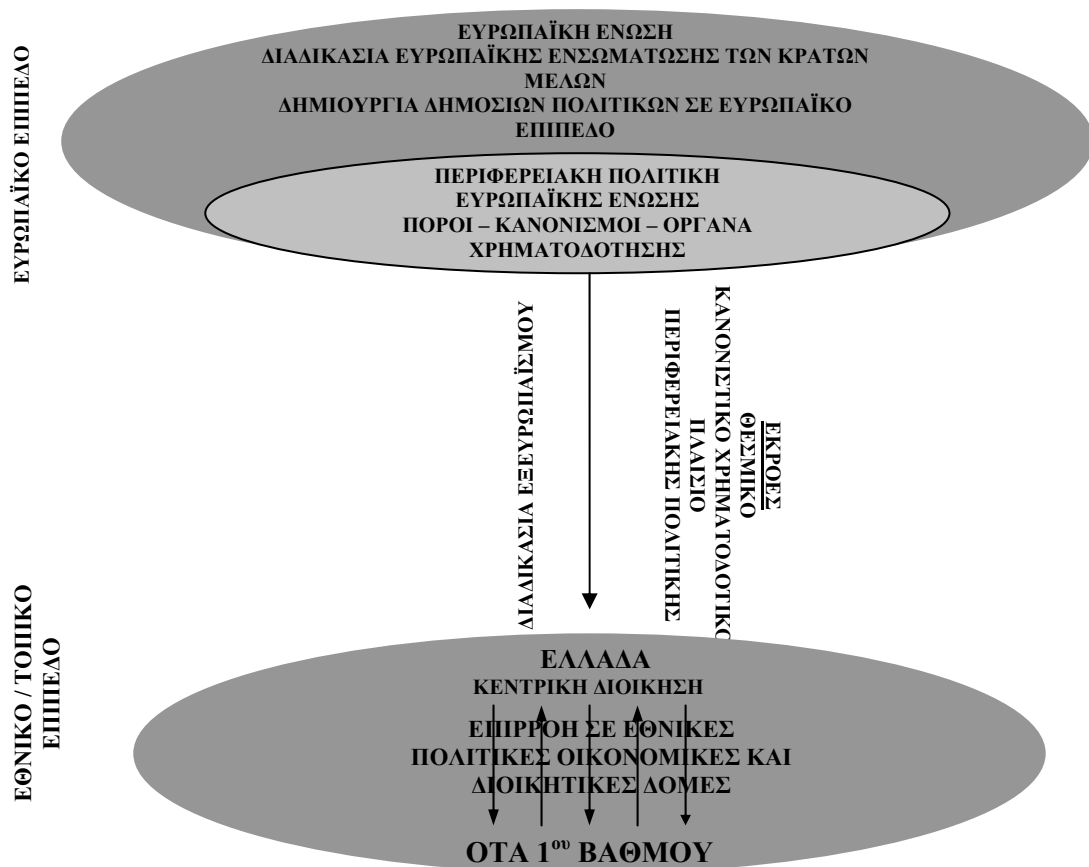 ΕΥΡΩΠΑΪΚΟ ΕΠΙΠΕΔΟ
ΕΥΡΩΠΑΪΚΗ ΕΝΩΣΗ
ΔΙΑΔΙΚΑΣΙΑ ΕΥΡΩΠΑΪΚΗΣ ΕΝΣΩΜΑΤΩΣΗΣ ΤΩΝ ΚΡΑΤΩΝ
ΜΕΛΩΝ
ΔΗΜΙΟΥΡΓΙΑ ΔΗΜΟΣΙΩΝ ΠΟΛΙΤΙΚΩΝ ΣΕ ΕΥΡΩΠΑΪΚΟ
ΕΠΙΠΕΔΟ
ΠΕΡΙΦΕΡΕΙΑΚΗ ΠΟΛΙΤΙΚΗ
ΕΥΡΩΠΑΪΚΗΣ ΕΝΩΣΗΣ
ΠΟΡΟΙ – ΚΑΝΟΝΙΣΜΟΙ – ΟΡΓΑΝΑ
ΧΡΗΜΑΤΟΔΟΤΗΣΗΣ
ΔΙΑΔΙΚΑΣΙΑ ΕΞΕΥΡΩΠΑΪΣΜΟΥ
ΕΚΡΟΕΣ
ΘΕΣΜΙΚΟ
ΚΑΝΟΝΙΣΤΙΚΟ ΧΡΗΜΑΤΟΔΟΤΙΚΟ
ΠΛΑΙΣΙΟ
ΠΕΡΙΦΕΡΕΙΑΚΗΣ ΠΟΛΙΤΙΚΗΣ
ΕΘΝΙΚΟ / ΤΟΠΙΚΟ
ΕΠΙΠΕΔΟ
ΕΛΛΑΔΑ
ΚΕΝΤΡΙΚΗ ΔΙΟΙΚΗΣΗ
ΕΠΙΡΡΟΗ ΣΕ ΕΘΝΙΚΕΣ
ΠΟΛΙΤΙΚΕΣ ΟΙΚΟΝΟΜΙΚΕΣ ΚΑΙ
ΔΙΟΙΚΗΤΙΚΕΣ ΔΟΜΕΣ
ΟΤΑ 1ου ΒΑΘΜΟΥ